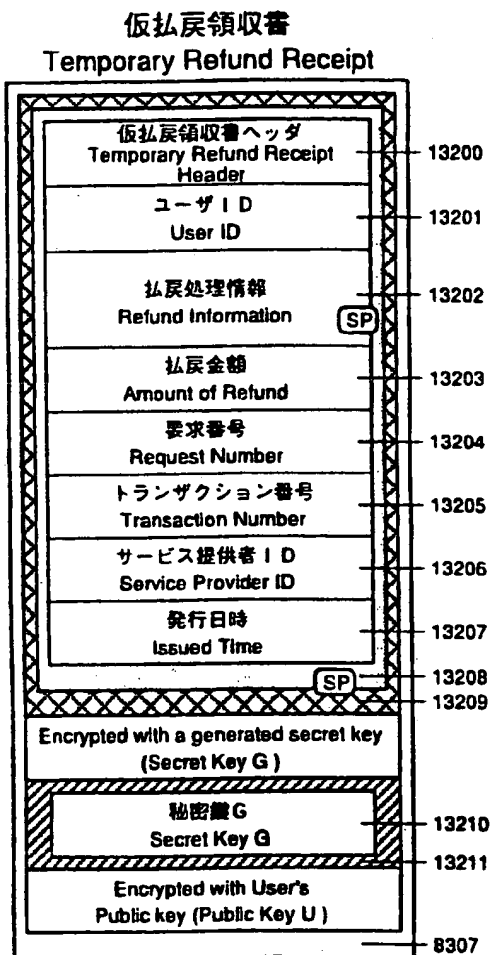 仮払戻領収書
Temporary Refund Receipt
仮払戻領収書ヘッダ
Temporary Refund Receipt
Header
13200
ユーザID
User ID
13201
払戻処理情報
Refund Information
13202
SP
払戻金額
Amount of Refund
13203
要求番号
Request Number
13204
トランザクション番号
Transaction Number
13205
サービス提供者ID
Service Provider ID
13206
発行日時
Issued Time
13207
13208
SP
13209
Encrypted with a generated secret key
(Secret Key G )
秘密鍵G
Secret Key G
13210
13211
Encrypted with User's
Public key (Public Key U )
8307